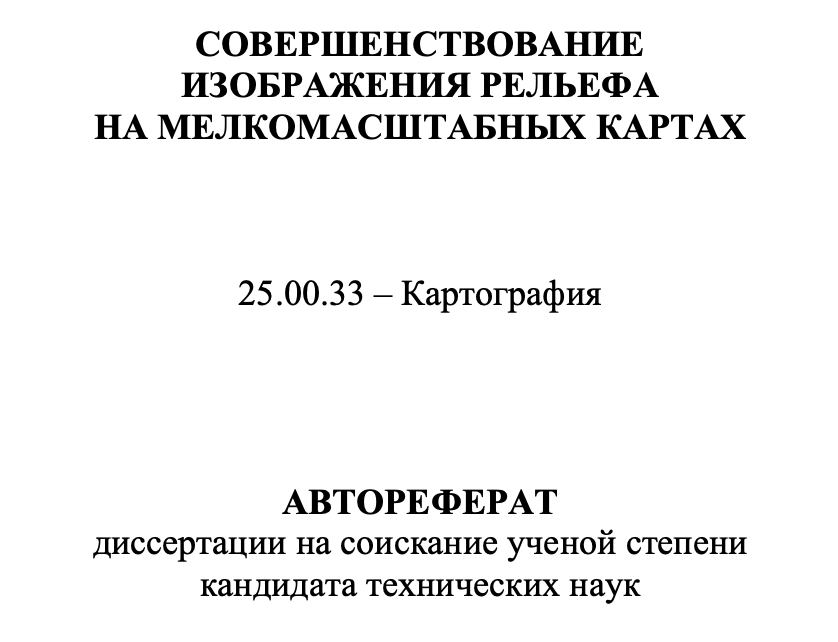 СОВЕРШЕНСТВОВАНИЕ
ИЗОБРАЖЕНИЯ РЕЛЬЕФА
НА МЕЛКОМАСШТАБНЫХ КАРТАХ
25.00.33 – Картография
АВТОРЕФЕРАТ
диссертации на соискание ученой степени
кандидата технических наук